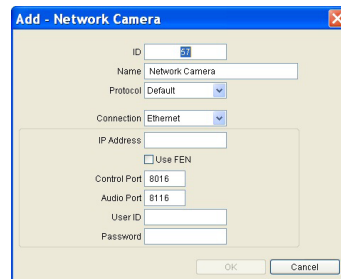 Add - Network Camera
ID 57
Name Network Camera
Protocol Default
Connection Ethernet
IP Address
Use FEN
Control Port 8016
Audio Port 8116
User ID
Password
OK Cancel